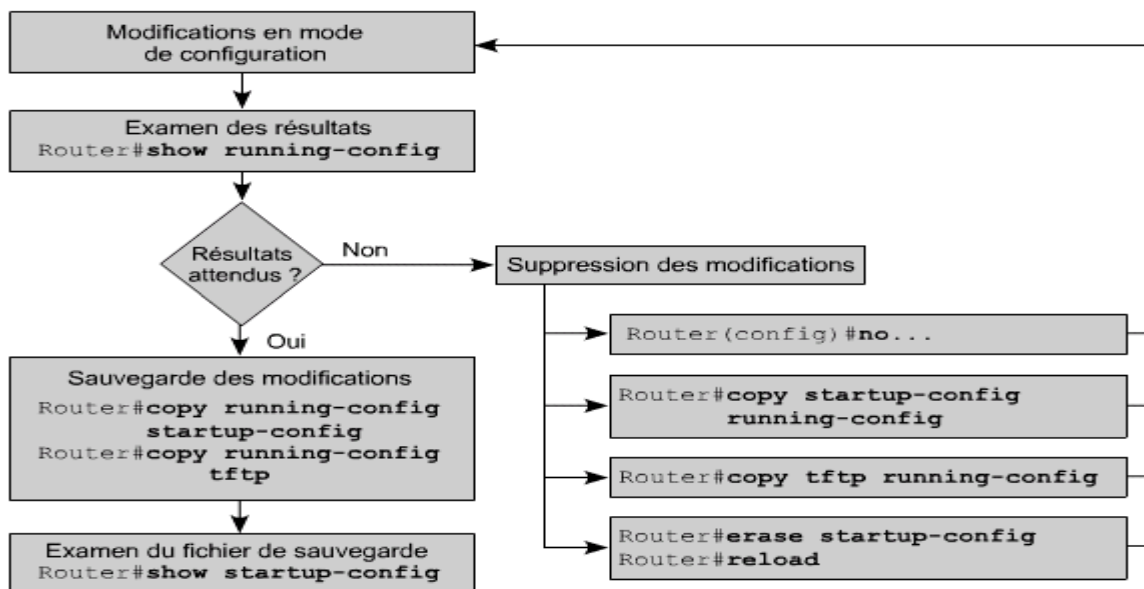 Modifications en mode
de configuration
Examen des résultats
Router#show running-config
Résultats
attendus ?
Non
Oui
Suppression des modifications
Router(config)#no...
Router#copy startup-config
running-config
Router#copy tftp running-config
Router#erase startup-config
Router#reload
Sauvegarde des modifications
Router#copy running-config
startup-config
Router#copy running-config
tftp
Examen du fichier de sauvegarde
Router#show startup-config